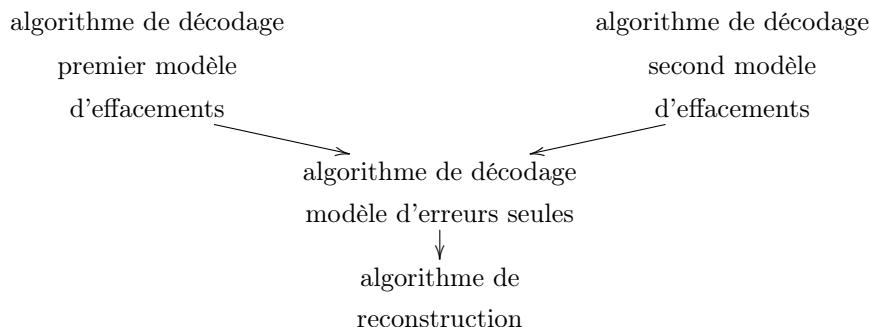 algorithme de décodage
premier modèle
d'effacements
algorithme de décodage
second modèle
d'effacements
algorithme de décodage
modèle d'erreurs seules
algorithme de
reconstruction